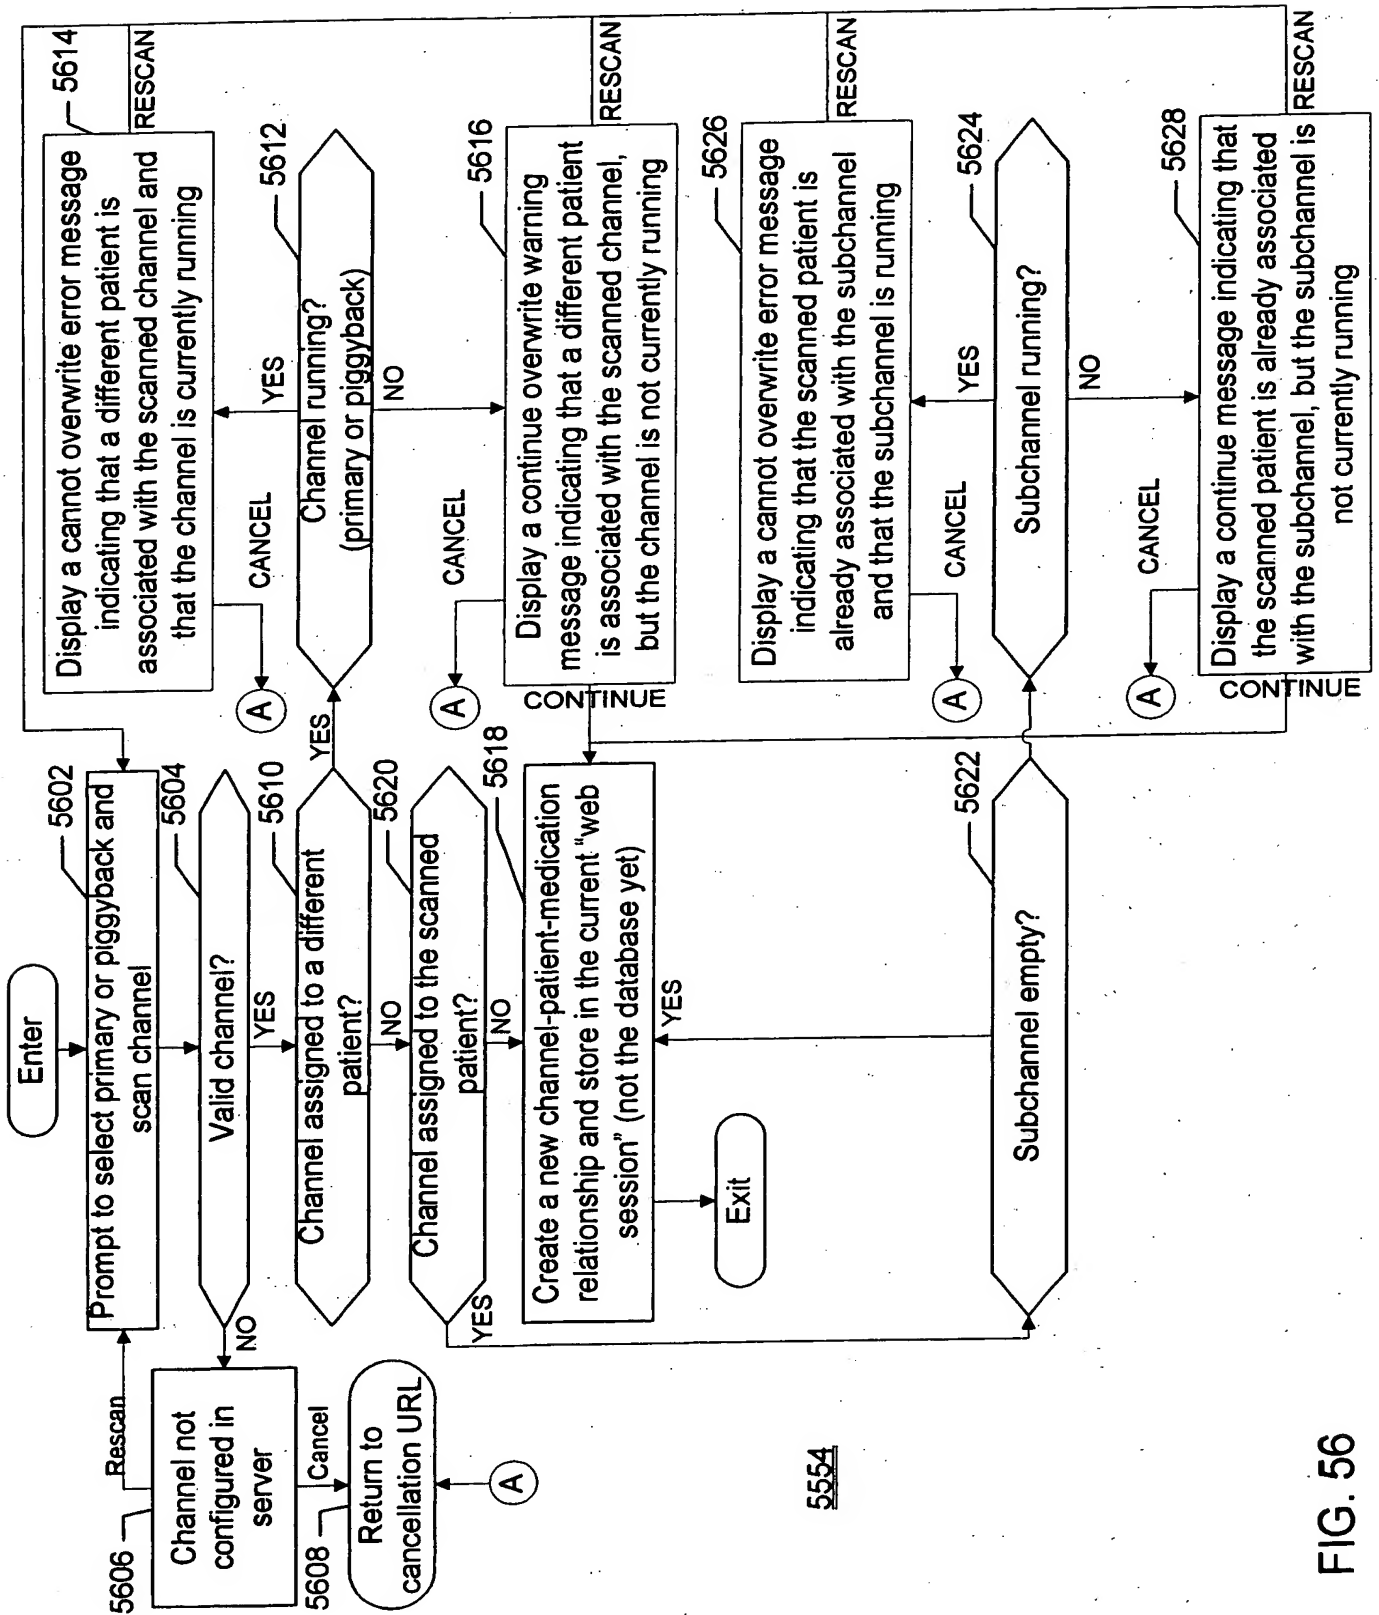 Enter
5602
Prompt to select primary or piggyback and
scan channel
5604
Valid channel?
NO
YES
5606
Channel not
configured in
server
Rescan
Cancel
5608
Return to
cancellation URL
A
5610
Channel assigned to a different
patient?
YES
NO
5620
Channel assigned to the scanned
patient?
YES
NO
5618
Create a new channel-patient-medication
relationship and store in the current "web
session" (not the database yet)
YES
Exit
5622
Subchannel empty?
5614
Display a cannot overwrite error message
indicating that a different patient is
associated with the scanned channel and
that the channel is currently running
RESCAN
CANCEL
A
YES
5612
Channel running?
(primary or piggyback)
NO
CANCEL
A
5616
Display a continue overwrite warning
message indicating that a different patient
is associated with the scanned channel,
but the channel is not currently running
RESCAN
CONTINUE
5626
Display a cannot overwrite error message
indicating that the scanned patient is
already associated with the subchannel
and that the subchannel is running
RESCAN
CANCEL
A
YES
5624
Subchannel running?
NO
CANCEL
A
5628
Display a continue message indicating that
the scanned patient is already associated
with the subchannel, but the subchannel is
not currently running
RESCAN
CONTINUE
5554
FIG. 56